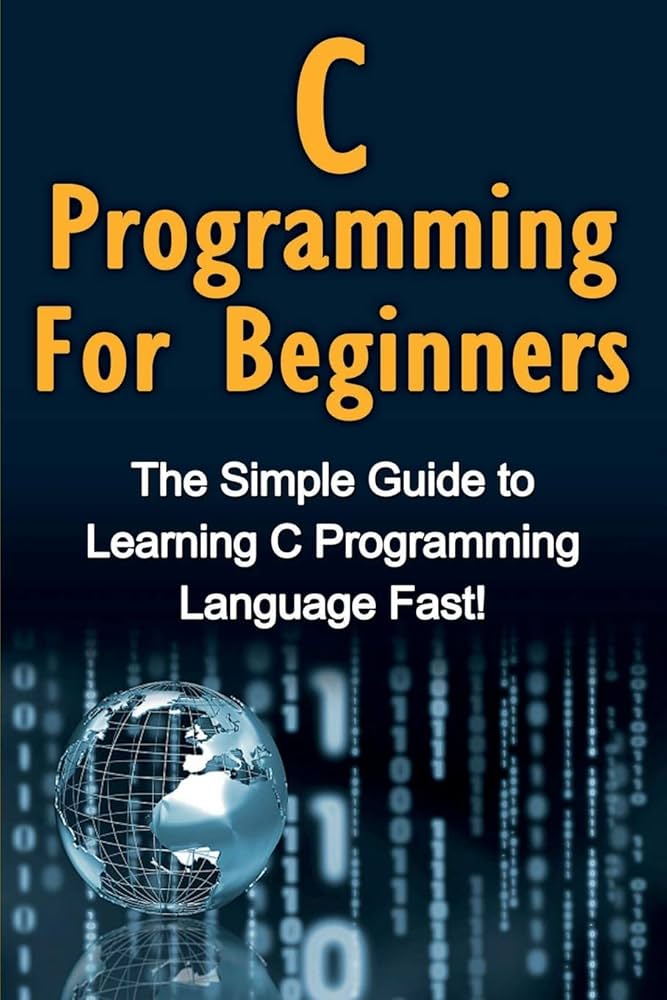 C
Programming
For Beginners
The Simple Guide to
Learning C Programming
Language Fast!